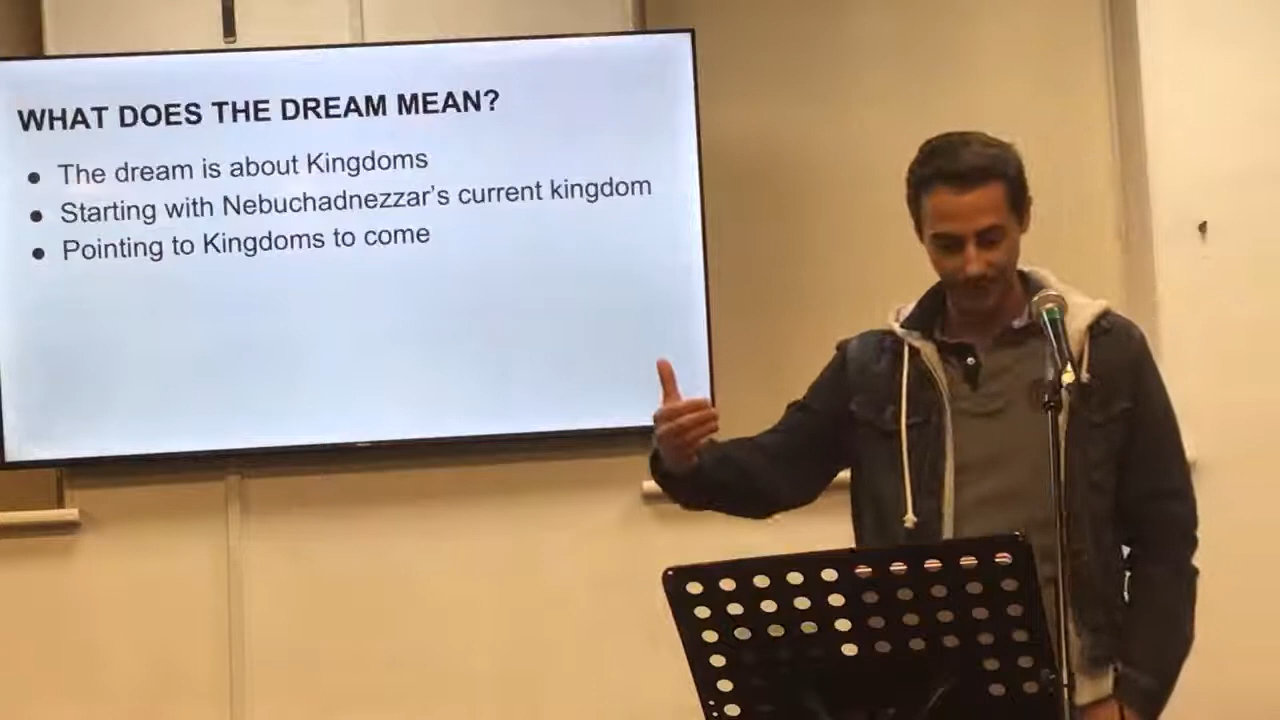 WHAT DOES THE DREAM MEAN?
● The dream is about Kingdoms
● Starting with Nebuchadnezzar’s current kingdom
● Pointing to Kingdoms to come